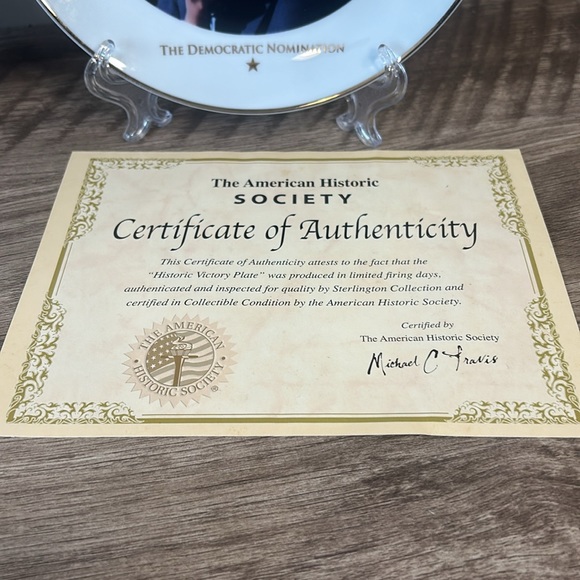 THE DEMOCRATIC NOMINATION
The American Historic
SOCIETY
Certificate of Authenticity
This Certificate of Authenticity attests to the fact that the
“Historic Victory Plate” was produced in limited firing days,
authenticated and inspected for quality by Sterlington Collection and
certified in Collectible Condition by the American Historic Society.
THE AMERICAN
HISTORIC SOCIETY
®
Certified by
The American Historic Society
Michael C Travis